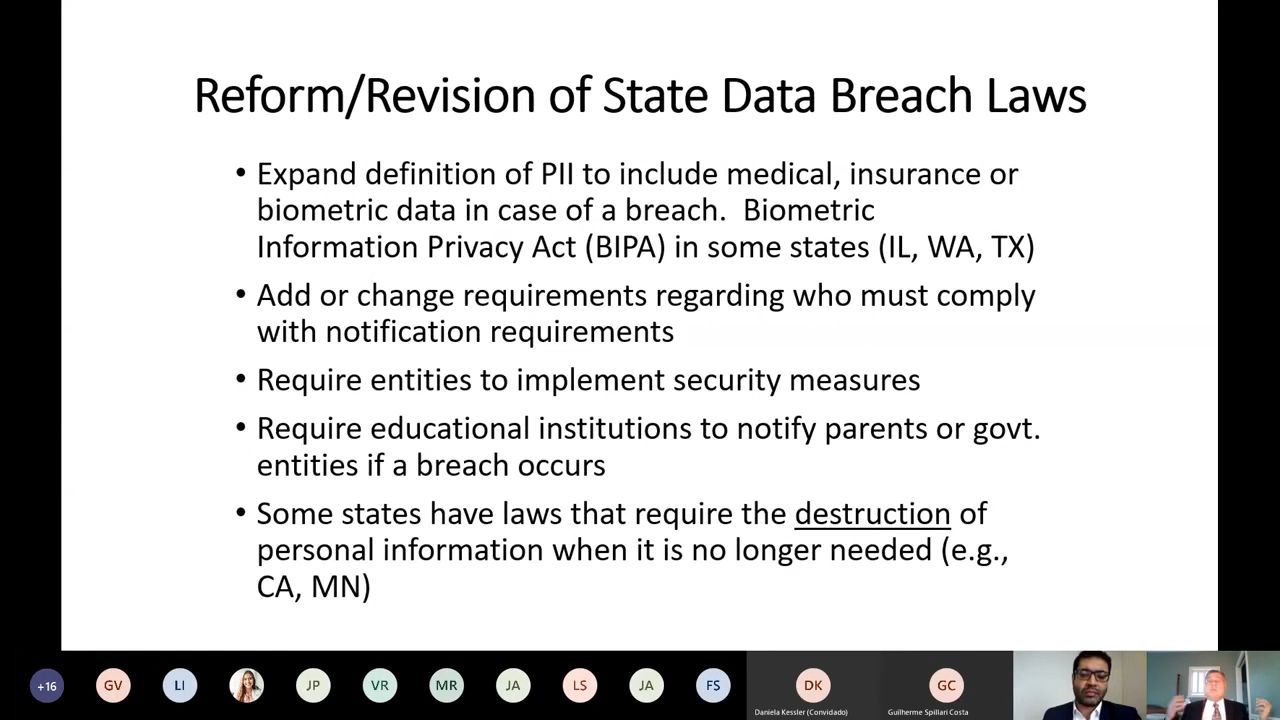 Reform/Revision of State Data Breach Laws
• Expand definition of PII to include medical, insurance or
biometric data in case of a breach.  Biometric
Information Privacy Act (BIPA) in some states (IL, WA, TX)
• Add or change requirements regarding who must comply
with notification requirements
• Require entities to implement security measures
• Require educational institutions to notify parents or govt.
entities if a breach occurs
• Some states have laws that require the destruction of
personal information when it is no longer needed (e.g.,
CA, MN)
+16 GV LI JP VR MR JA LS JA FS DK GC
Daniela Kessler (Convidado) Guilherme Spillari Costa